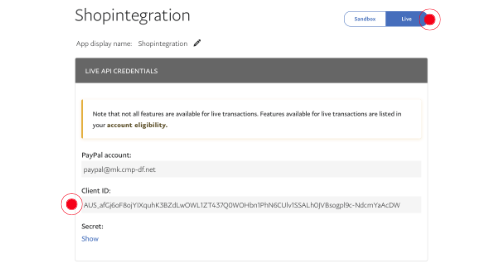 Shopintegration
Sandbox
Live
App display name: Shopintegration
LIVE API CREDENTIALS
Note that not all features are available for live transactions. Features available for live transactions are listed in
your account eligibility.
PayPal account:
paypal@mk.cmp-df.net
Client ID:
Secret:
Show